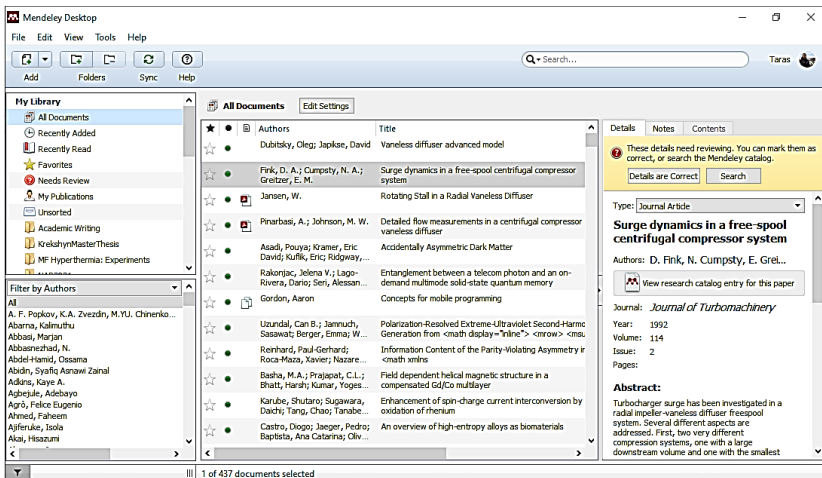 Mendeley Desktop
File Edit View Tools Help
Search...
Taras
Add Folders Sync Help
My Library
All Documents
Recently Added
Recently Read
Favorites
Needs Review
My Publications
Unsorted
Academic Writing
KrekshynMasterThesis
MF Hyperthermia: Experiments
Filter by Authors
All
A. F. Popkov, K.A. Zvezdin, M.YU. Chinenko...
Abarna, Kalimuthu
Abbasi, Marjan
Abbasnezhad, N.
Abdel-Hamid, Ossama
Abidin, Syafiq Asnawi Zainal
Adkins, Kaye A.
Agbejule, Adebayo
Agrò, Felice Eugenio
Ahmed, Faheem
Ajiferuke, Isola
Akai, Hisazumi
All Documents Edit Settings
Authors Title
Dubitsky, Oleg; Japikse, David Vaneless diffuser advanced model
Fink, D. A.; Cumpsty, N. A.; Surge dynamics in a free-spool centrifugal compressor
Greitzer, E. M. system
Jansen, W. Rotating Stall in a Radial Vaneless Diffuser
Pinarbasi, A.; Johnson, M. W. Detailed flow measurements in a centrifugal compressor
vaneless diffuser
Asadi, Pouya; Kramer, Eric Accidentally Asymmetric Dark Matter
David; Kuflik, Eric; Ridgway,...
Rakonjac, Jelena V.; Lago- Entanglement between a telecom photon and an on-
Rivera, Dario; Seri, Alessan... demand multimode solid-state quantum memory
Gordon, Aaron Concepts for mobile programming
Uzundal, Can B.; Jamnuch, Polarization-Resolved Extreme-Ultraviolet Second-Harmo
Sasawat; Berger, Emma; W... Generation from <math display="inline"> <mrow> <msu
Reinhard, Paul-Gerhard; Information Content of the Parity-Violating Asymmetry in
Roca-Maza, Xavier; Nazare... <math xmlns
Basha, M.A.; Prajapat, C.L.; Field dependent helical magnetic structure in a
Bhatt, Harsh; Kumar, Yoges... compensated Gd/Co multilayer
Karube, Shutaro; Sugawara, Enhancement of spin-charge current interconversion by
Daichi; Tang, Chao; Tanabe... oxidation of rhenium
Castro, Diogo; Jaeger, Pedro; An overview of high-entropy alloys as biomaterials
Baptista, Ana Catarina; Oliv...
Details Notes Contents
These details need reviewing. You can mark them as
correct, or search the Mendeley catalog.
Details are Correct Search
Type: Journal Article
Surge dynamics in a free-spool
centrifugal compressor system
Authors: D. Fink, N. Cumpsty, E. Grei...
View research catalog entry for this paper
Journal: Journal of Turbomachinery
Year: 1992
Volume: 114
Issue: 2
Pages:
Abstract:
Turbocharger surge has been investigated in a
radial impeller-vaneless diffuser freespool
system. Several different aspects are
addressed. First, two very different
compression systems, one with a large
downstream volume and one with the smallest
1 of 437 documents selected